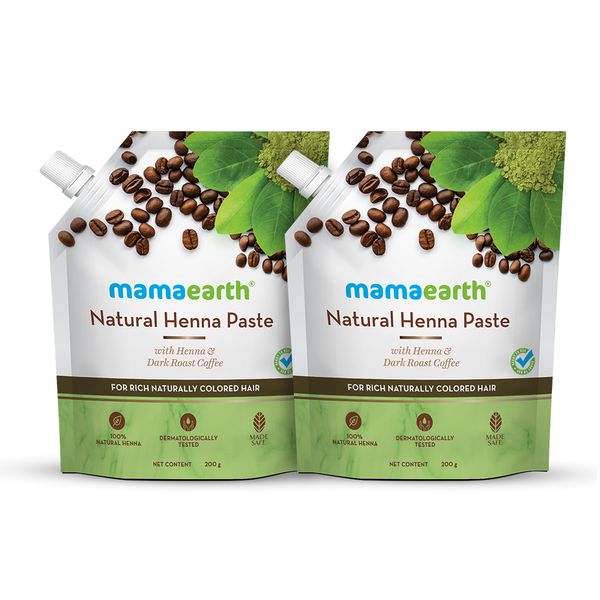 mamaearth®
Natural Henna Paste
with Henna &
Dark Roast Coffee
FOR RICH NATURALLY COLORED HAIR
100%
NATURAL HENNA
DERMATOLOGICALLY
TESTED
MADE
SAFE
NET CONTENT 200 g
mamaearth®
Natural Henna Paste
with Henna &
Dark Roast Coffee
FOR RICH NATURALLY COLORED HAIR
100%
NATURAL HENNA
DERMATOLOGICALLY
TESTED
MADE
SAFE
NET CONTENT 200 g